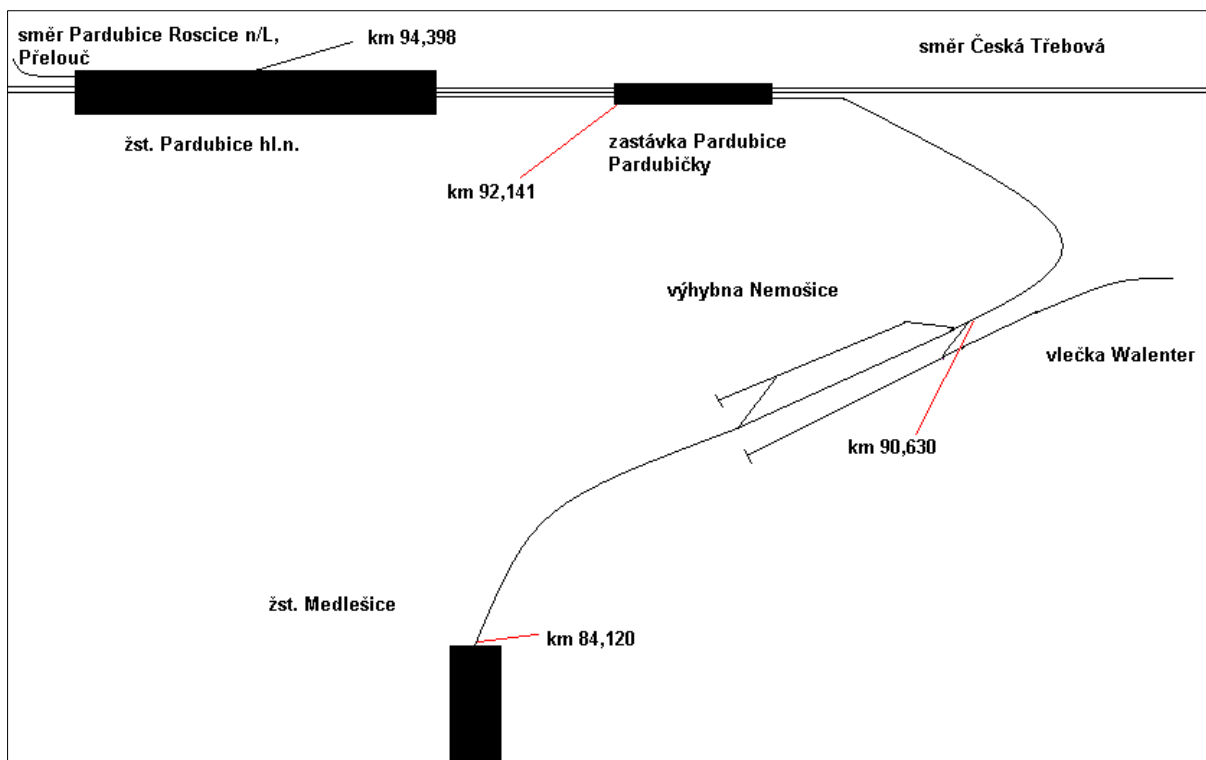 směr Pardubice Roscice n/L,
Přelouč
km 94,398
směr Česká Třebová
žst. Pardubice hl.n.
zastávka Pardubice
Pardubičky
km 92,141
výhybna Nemošice
vlečka Walenter
km 90,630
žst. Medlešice
km 84,120